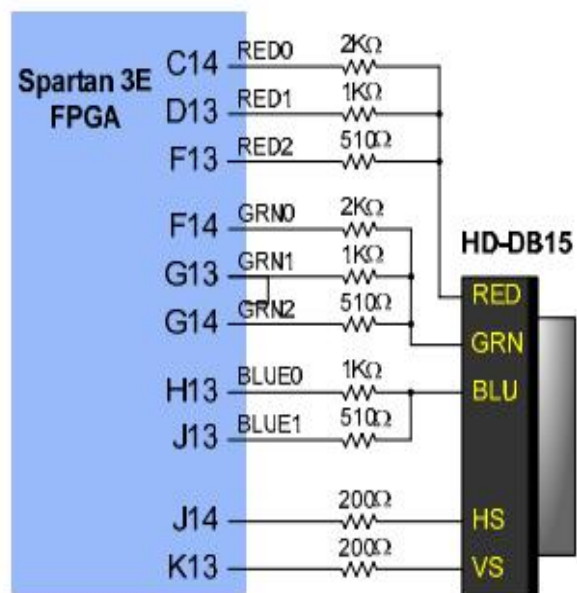 Spartan 3E
FPGA
C14 RED0 2KΩ
D13 RED1 1KΩ
F13 RED2 510Ω
F14 GRN0 2KΩ
G13 GRN1 1KΩ
G14 GRN2 510Ω
H13 BLUE0 1KΩ
J13 BLUE1 510Ω
J14 200Ω
K13 200Ω
HD-DB15
RED
GRN
BLU
HS
VS